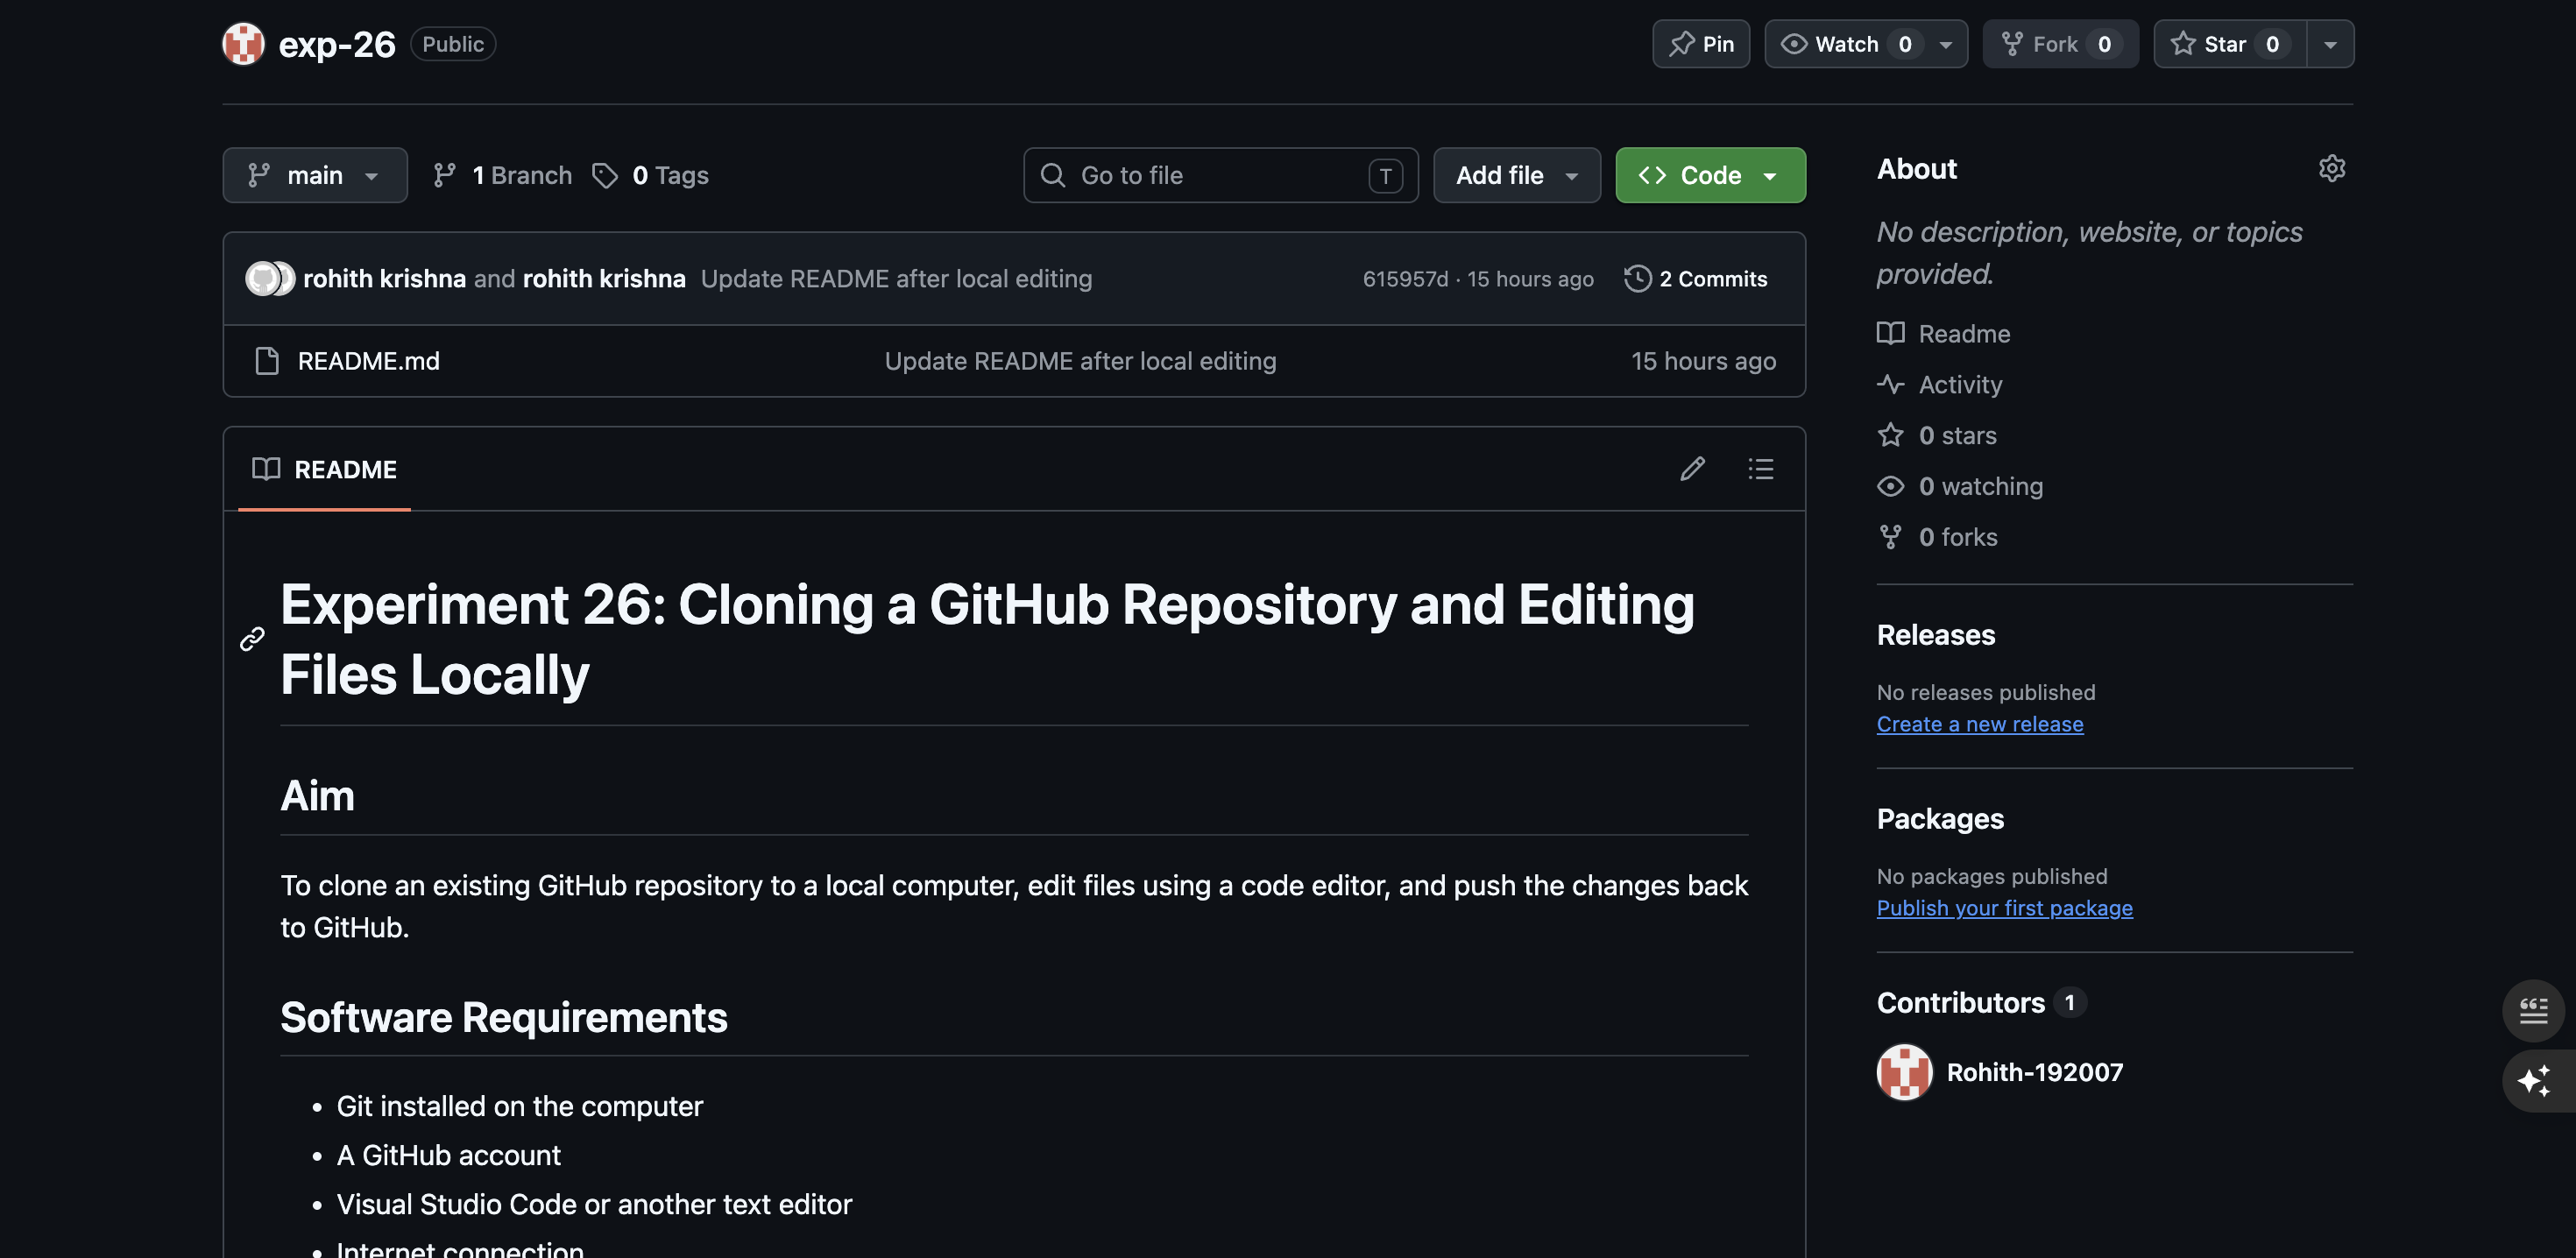 exp-26 Public
Pin
Watch 0
Fork 0
Star 0
main
1 Branch
0 Tags
Go to file T
Add file
Code
rohith krishna and rohith krishna Update README after local editing
615957d · 15 hours ago
2 Commits
README.md Update README after local editing 15 hours ago
README
Experiment 26: Cloning a GitHub Repository and Editing
Files Locally
Aim
To clone an existing GitHub repository to a local computer, edit files using a code editor, and push the changes back
to GitHub.
Software Requirements
• Git installed on the computer
• A GitHub account
• Visual Studio Code or another text editor
• Internet connection
About
No description, website, or topics
provided.
Readme
Activity
0 stars
0 watching
0 forks
Releases
No releases published
Create a new release
Packages
No packages published
Publish your first package
Contributors 1
Rohith-192007